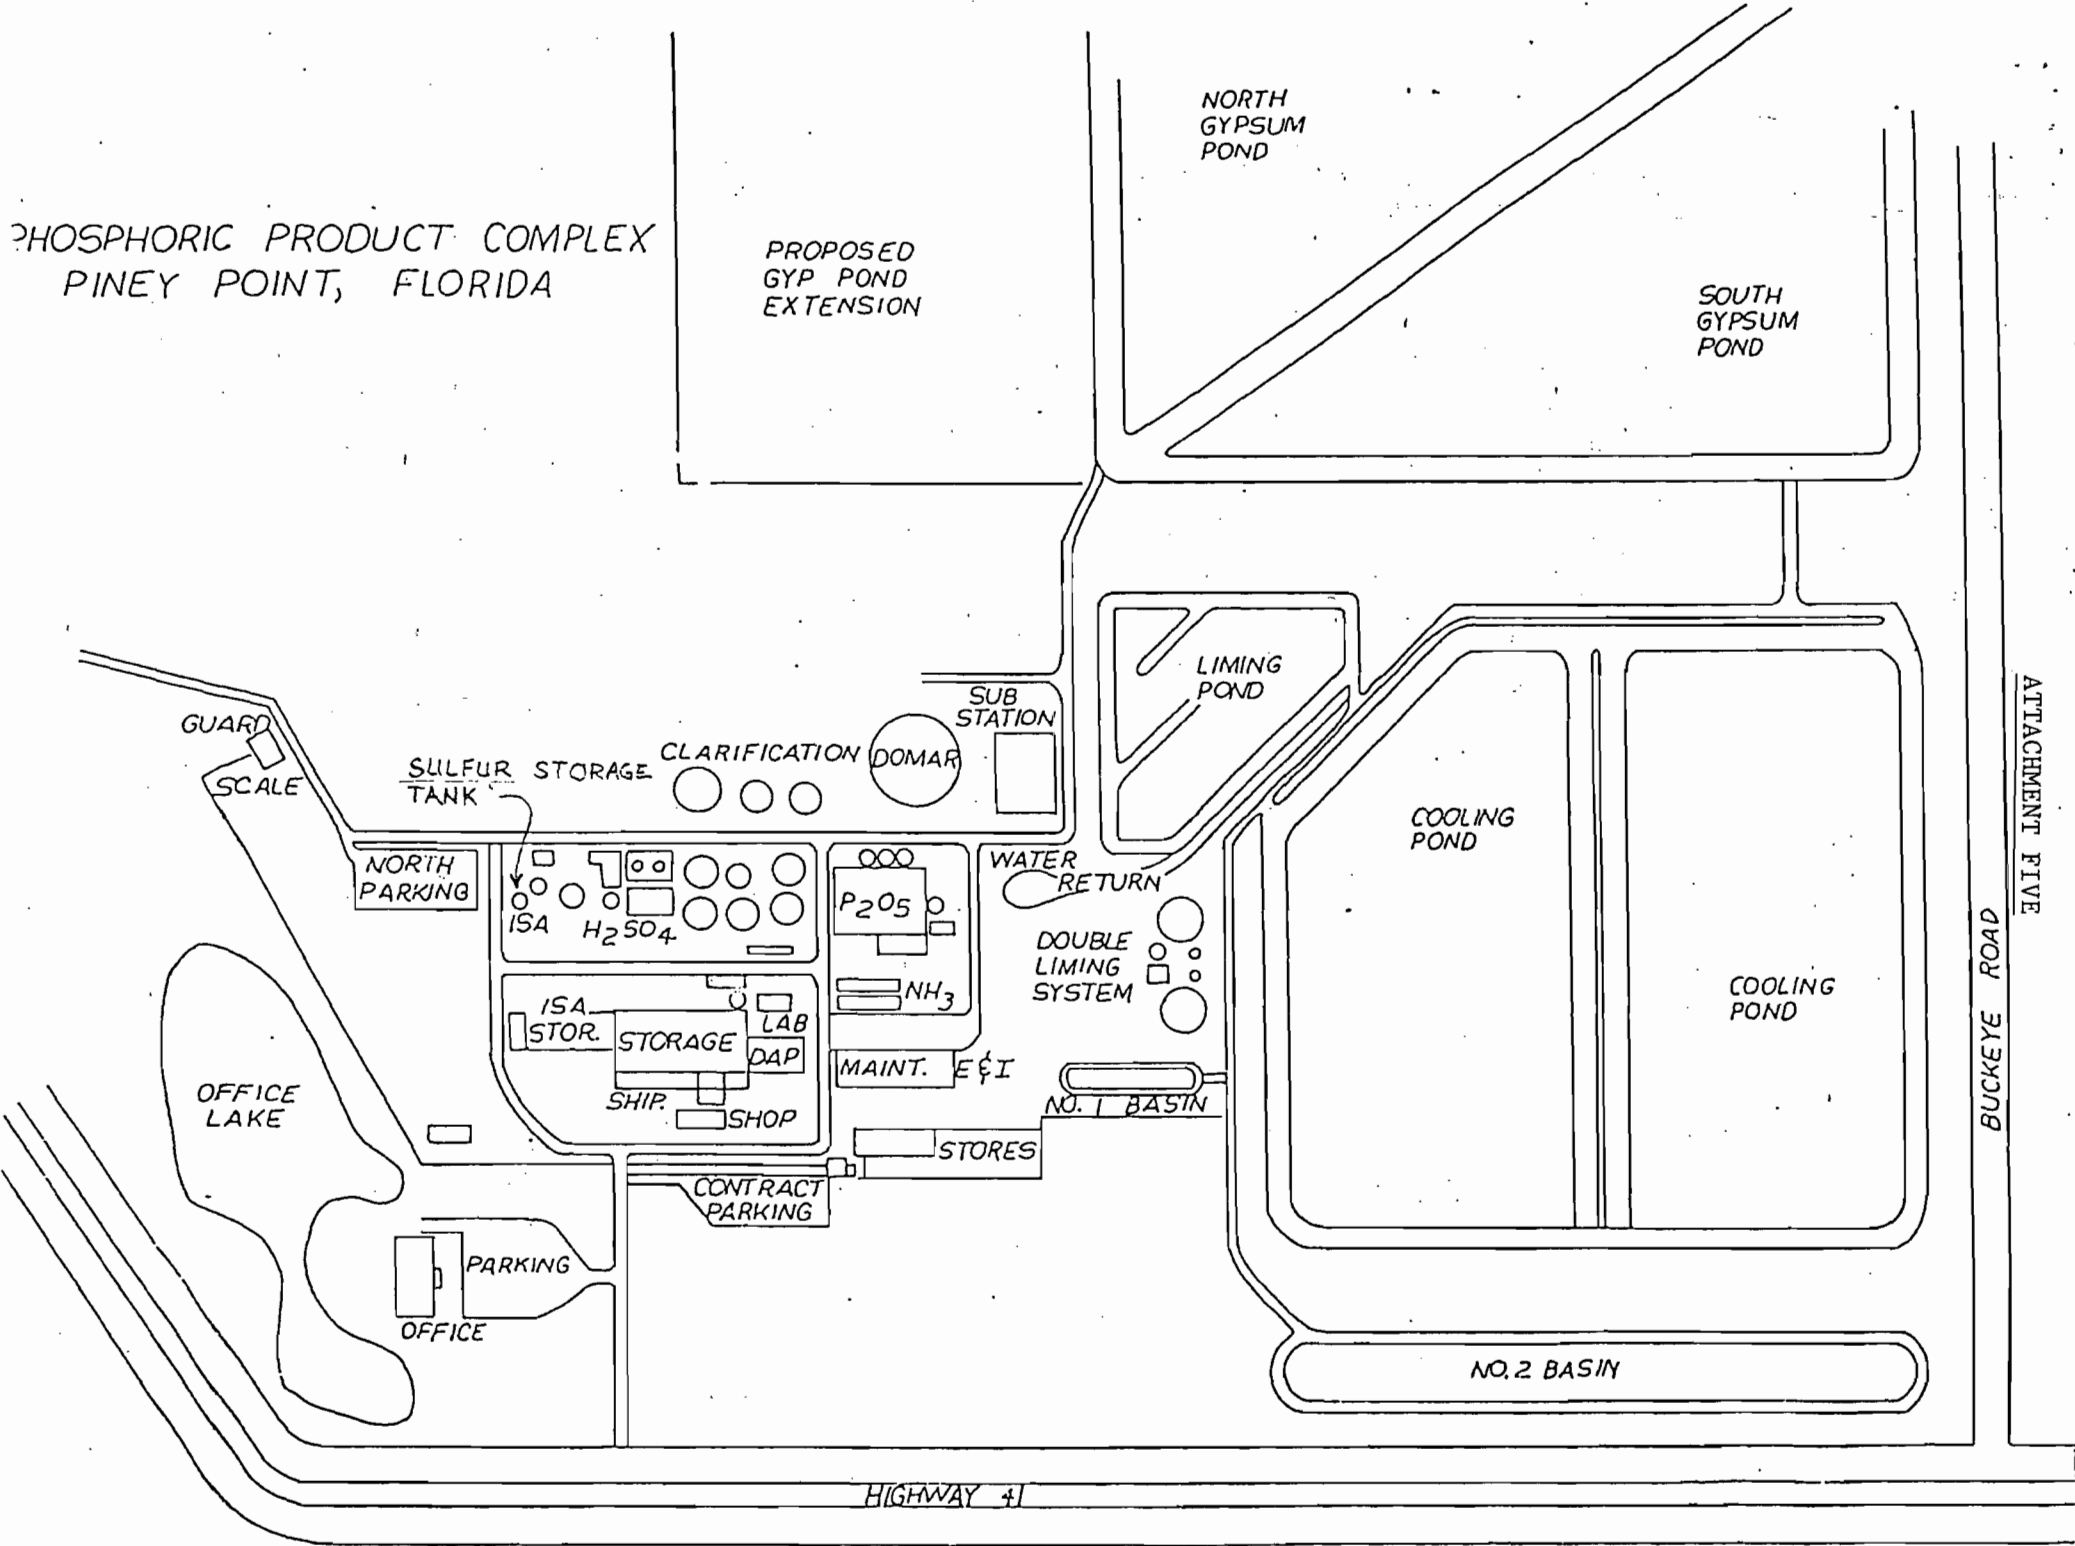 NORTH
GYPSUM
POND
PHOSPHORIC PRODUCT COMPLEX
PINEY POINT, FLORIDA
PROPOSED
GYP POND
EXTENSION
SOUTH
GYPSUM
POND
LIMING
POND
SUB
STATION
GUARD
SCALE
SULFUR STORAGE
TANK
CLARIFICATION
DOMAR
ATTACHMENT FIVE
COOLING
POND
NORTH
PARKING
WATER
RETURN
ISA
H2SO4
P2O5
DOUBLE
LIMING
SYSTEM
COOLING
POND
BUCKEYE ROAD
NH3
ISA
STOR.
STORAGE
LAB
DAP
MAINT.
E&I
OFFICE
LAKE
SHIP.
SHOP
NO. 1 BASIN
STORES
CONTRACT
PARKING
PARKING
OFFICE
NO.2 BASIN
HIGHWAY 41